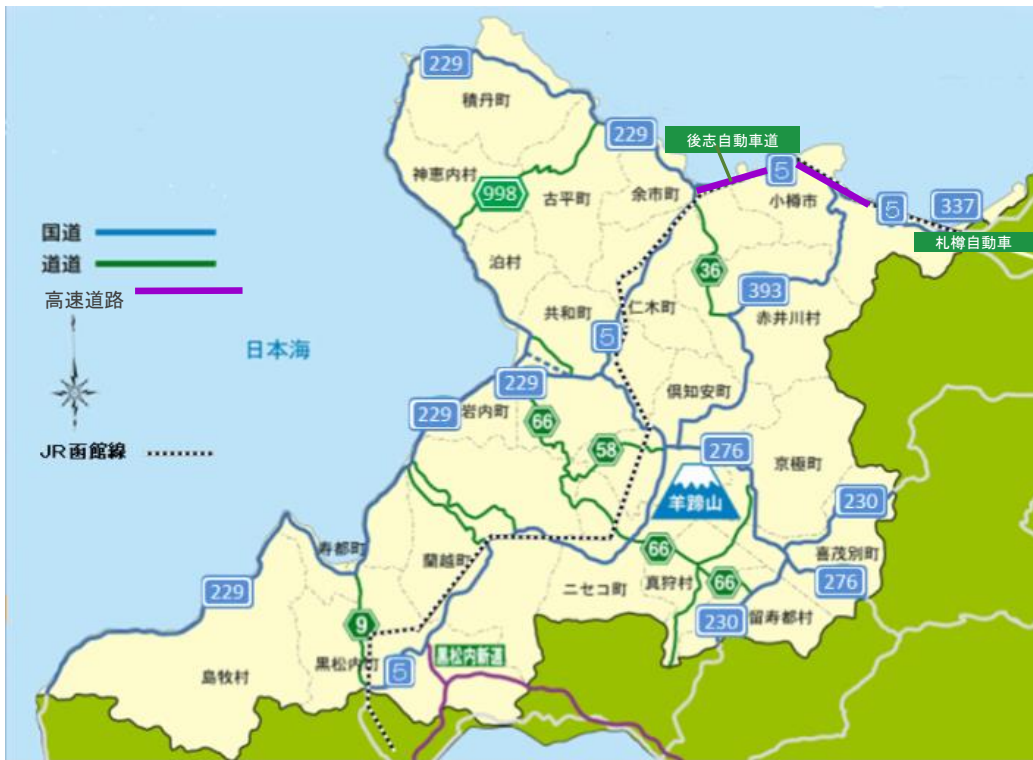 229
積丹町
229
後志自動車道
神恵内村
998
古平町
余市町
5
小樽市
5
337
札樽自動車
国道
道道
高速道路
泊村
36
393
共和町
仁木町
赤井川村
5
日本海
229
倶知安町
229
岩内町
66
JR函館線
58
276
京極町
羊蹄山
230
寿都町
蘭越町
66
喜茂別町
229
ニセコ町
真狩村
66
276
9
230
留寿都村
黒松内町
5
黒松内新道
島牧村